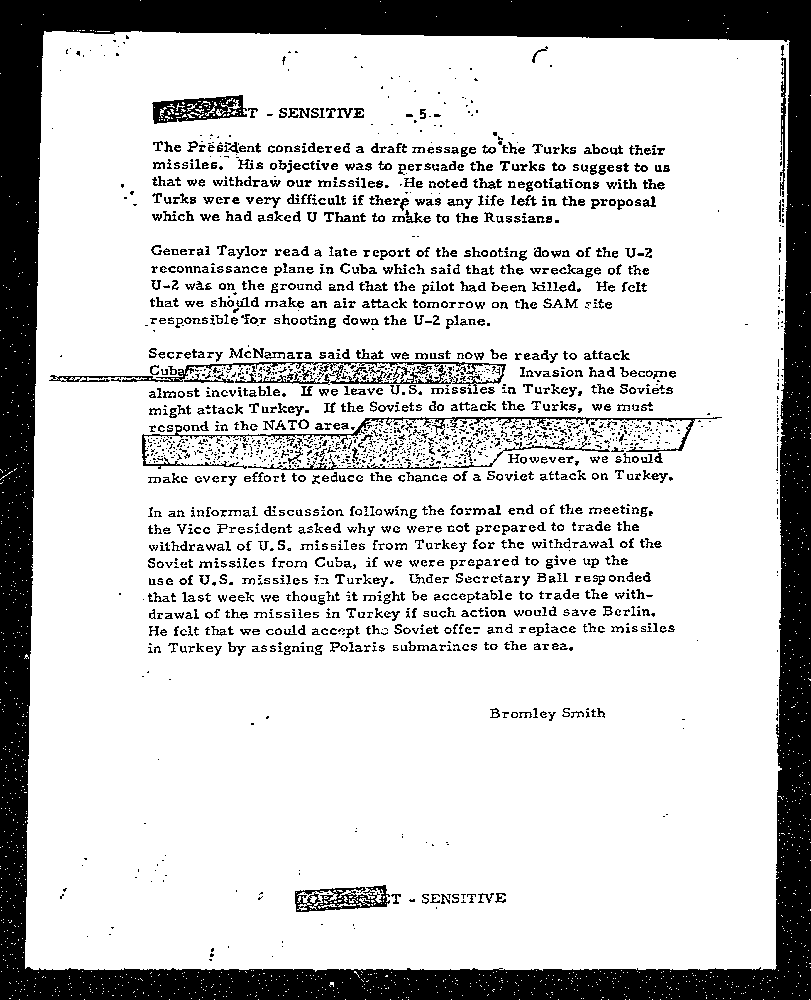 T - SENSITIVE - 5 -
The President considered a draft message to the Turks about their
missiles. His objective was to persuade the Turks to suggest to us
that we withdraw our missiles. He noted that negotiations with the
Turks were very difficult if there was any life left in the proposal
which we had asked U Thant to make to the Russians.
General Taylor read a late report of the shooting down of the U-2
reconnaissance plane in Cuba which said that the wreckage of the
U-2 was on the ground and that the pilot had been killed. He felt
that we should make an air attack tomorrow on the SAM site
responsible for shooting down the U-2 plane.
Secretary McNamara said that we must now be ready to attack
Cuba Invasion had become
almost inevitable. If we leave U.S. missiles in Turkey, the Soviets
might attack Turkey. If the Soviets do attack the Turks, we must
respond in the NATO area.
However, we should
make every effort to reduce the chance of a Soviet attack on Turkey.
In an informal discussion following the formal end of the meeting,
the Vice President asked why we were not prepared to trade the
withdrawal of U.S. missiles from Turkey for the withdrawal of the
Soviet missiles from Cuba, if we were prepared to give up the
use of U.S. missiles in Turkey. Under Secretary Ball responded
that last week we thought it might be acceptable to trade the with-
drawal of the missiles in Turkey if such action would save Berlin.
He felt that we could accept the Soviet offer and replace the missiles
in Turkey by assigning Polaris submarines to the area.
Bromley Smith
TOP SECRET - SENSITIVE